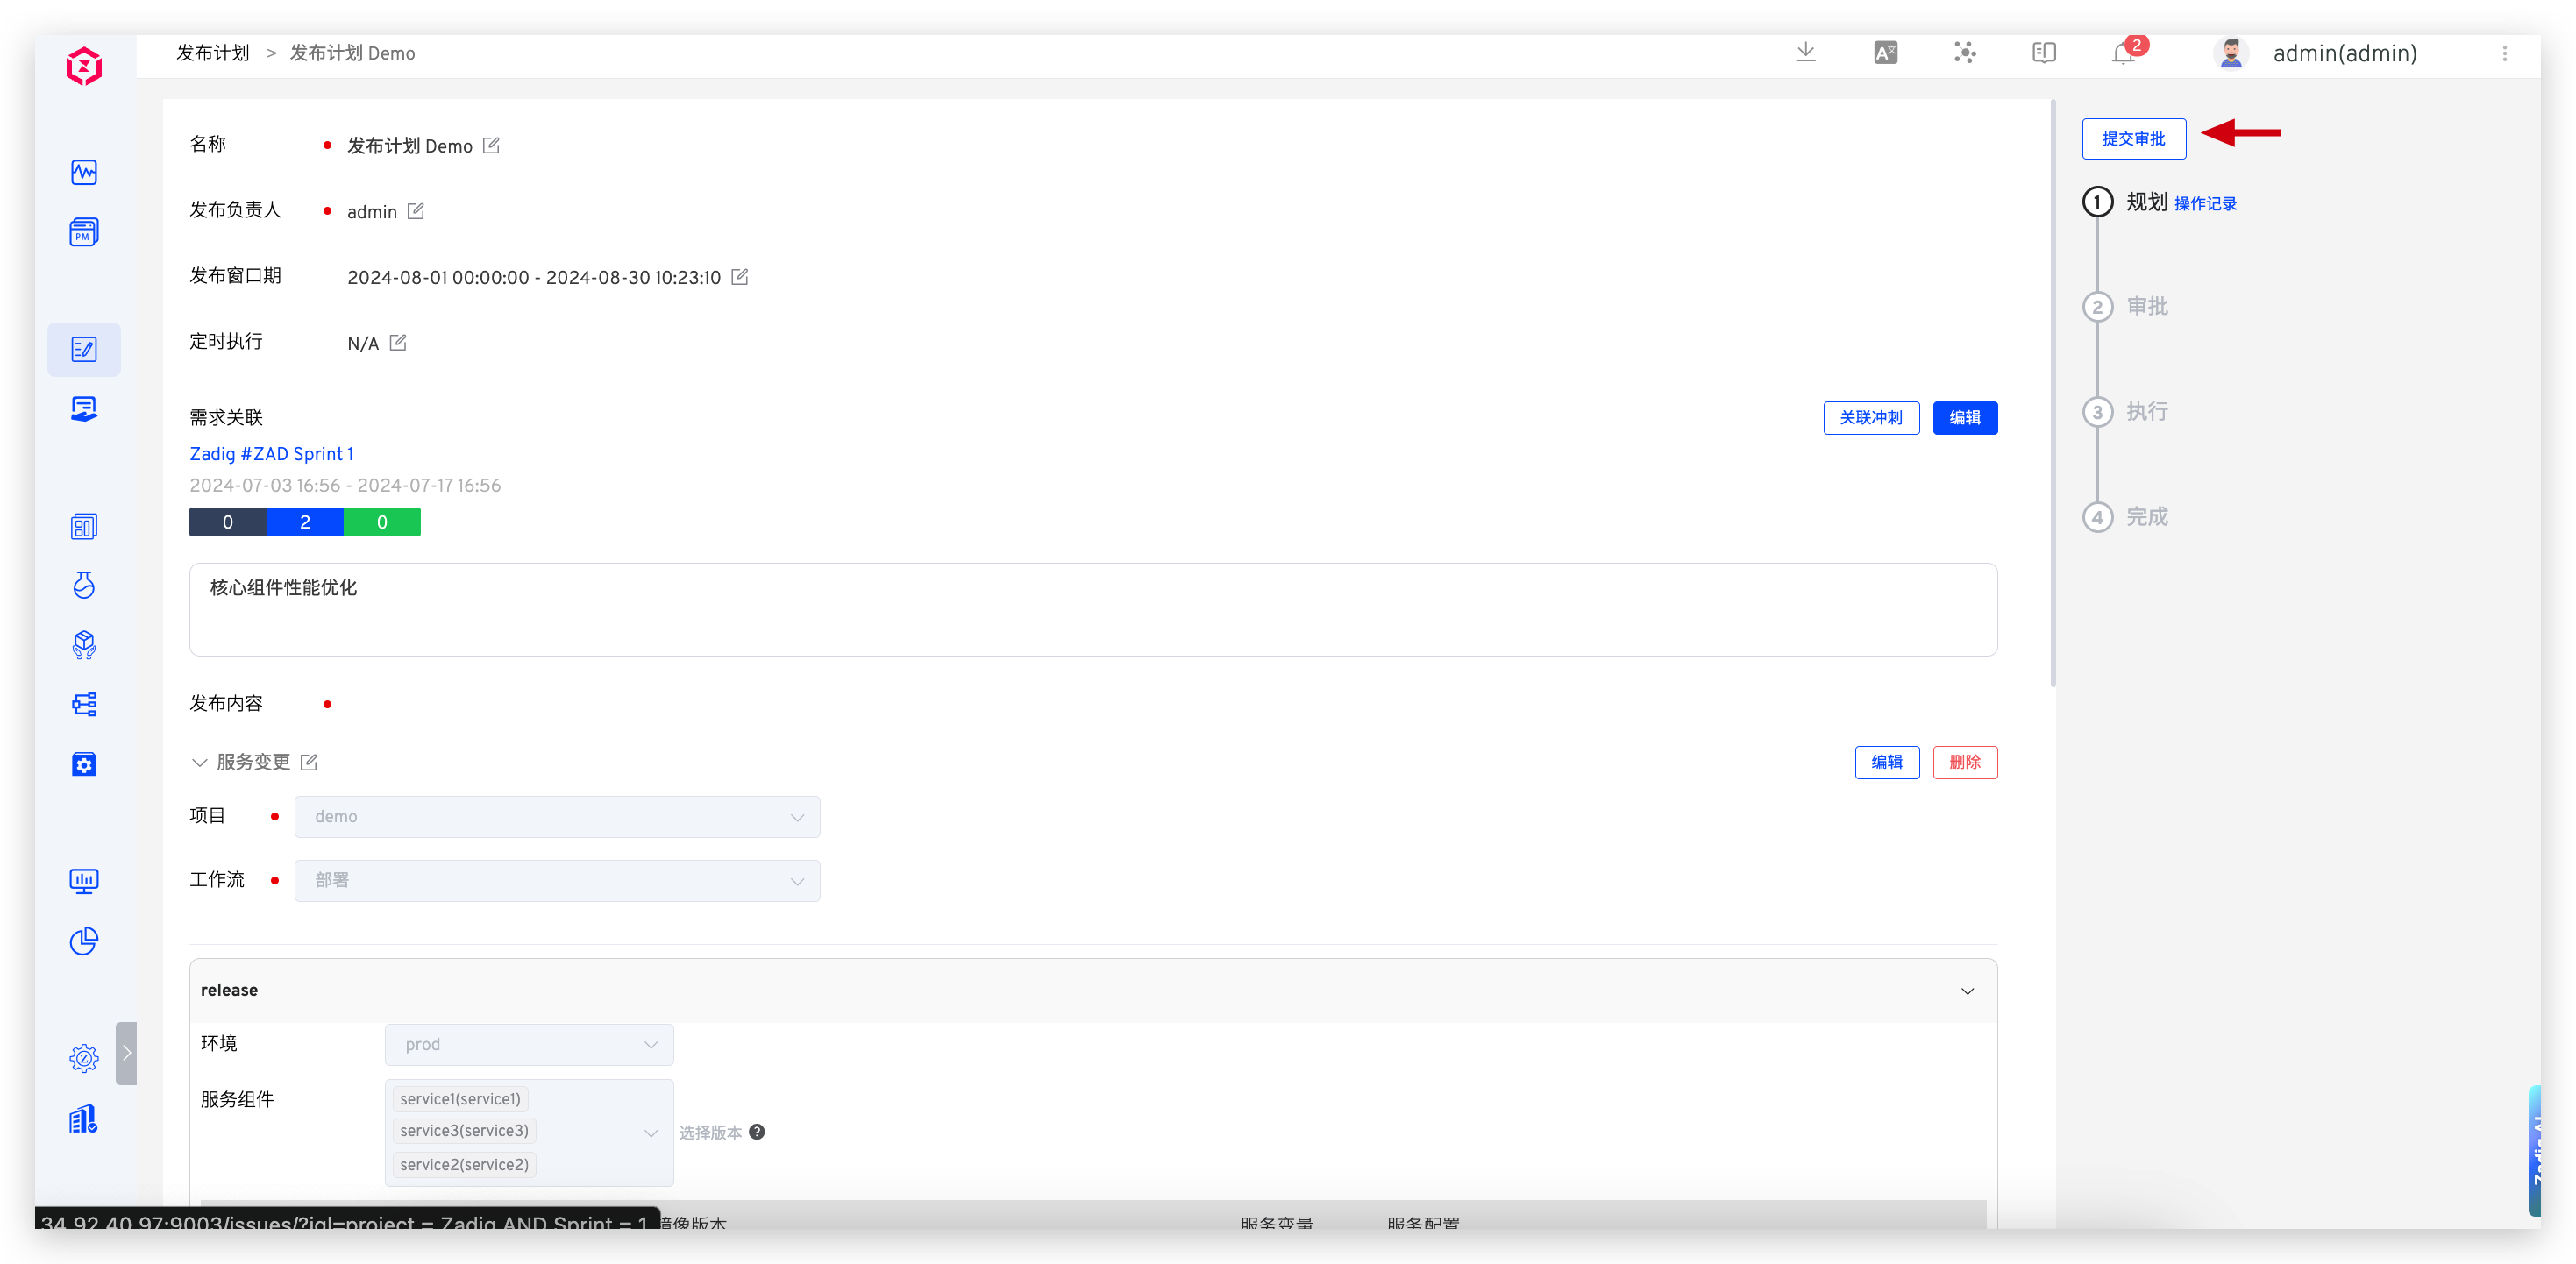 发布计划 > 发布计划 Demo
2
admin(admin)
PM
名称 发布计划 Demo
发布负责人 admin
发布窗口期 2024-08-01 00:00:00 - 2024-08-30 10:23:10
定时执行 N/A
需求关联 关联冲刺 编辑
Zadig #ZAD Sprint 1
2024-07-03 16:56 - 2024-07-17 16:56
0 2 0
核心组件性能优化
发布内容
服务变更 编辑 删除
项目 demo
工作流 部署
release
环境 prod
服务组件
service1(service1)
service3(service3)
service2(service2)
选择版本
34.92.40.97:9003/issues/?jql=project = Zadig AND Sprint = 1
镜像版本 服务变量 服务配置
提交审批
1 规划 操作记录
2 审批
3 执行
4 完成